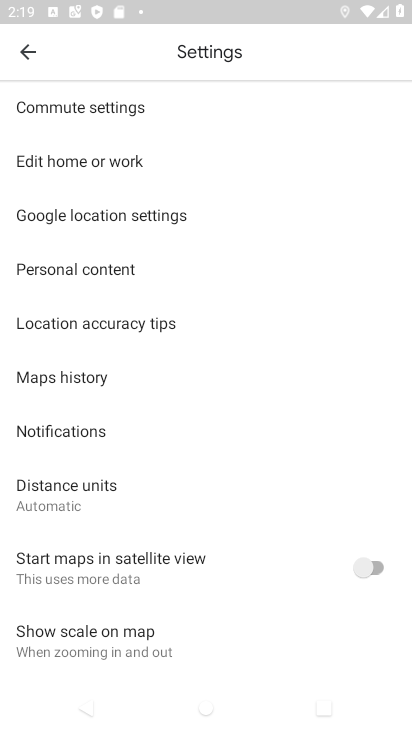 2:19
Settings
Commute settings
Edit home or work
Google location settings
Personal content
Location accuracy tips
Maps history
Notifications
Distance units
Automatic
Start maps in satellite view
This uses more data
Show scale on map
When zooming in and out